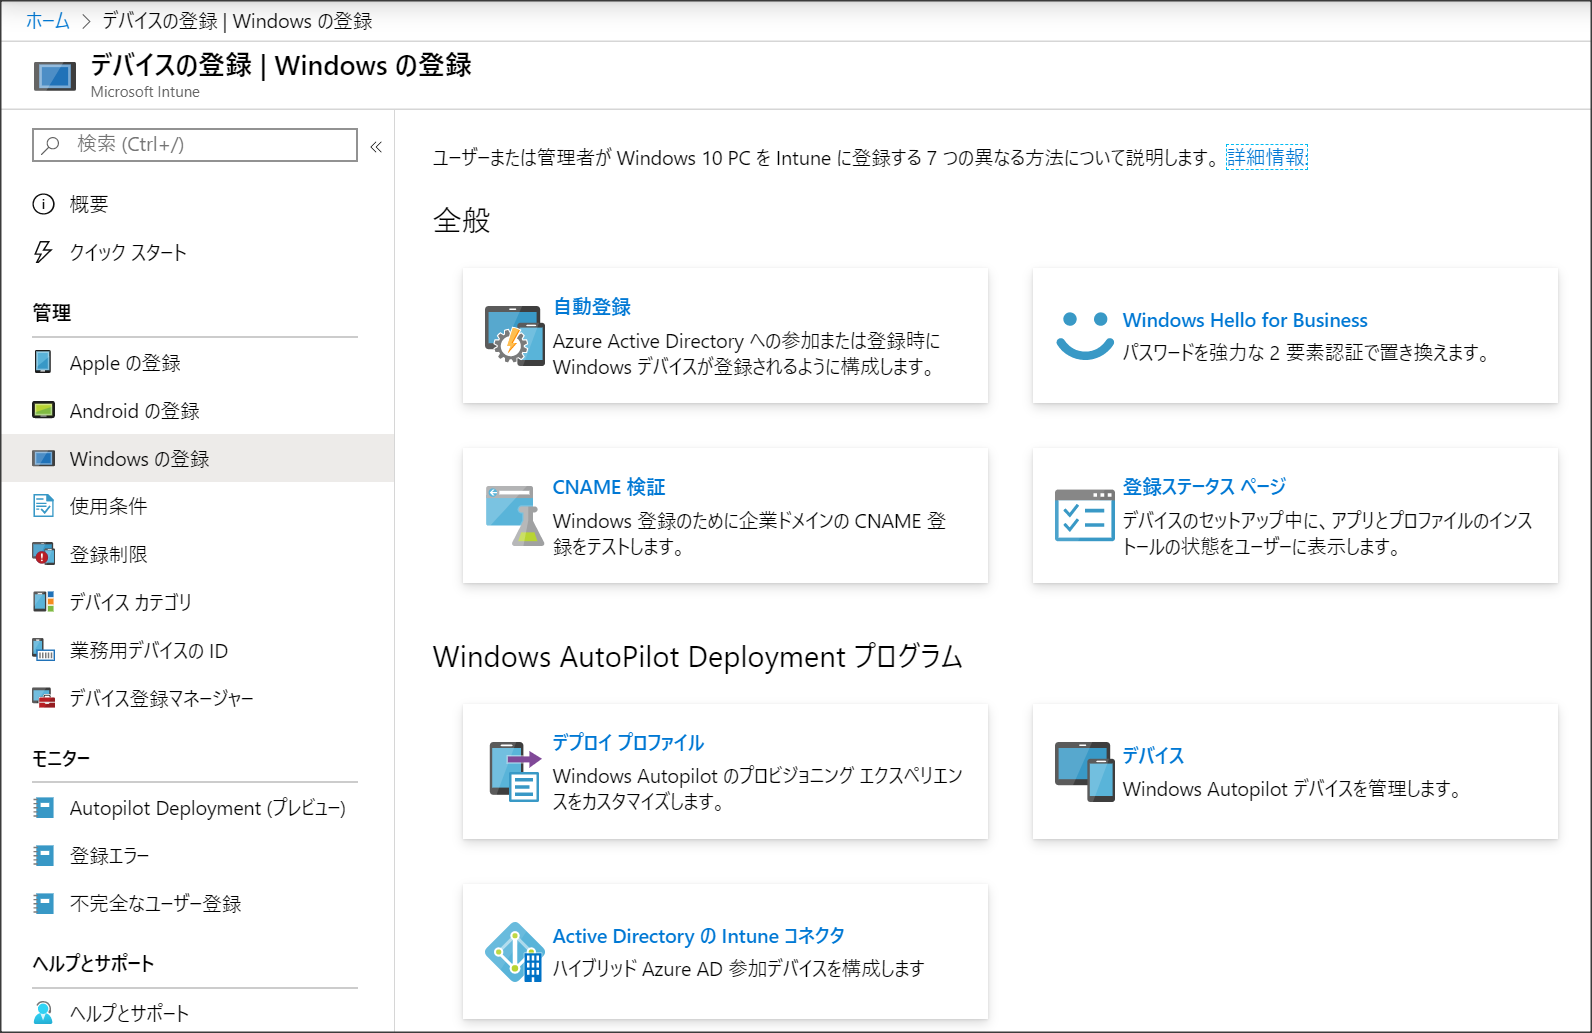 ホーム > デバイスの登録 | Windows の登録
デバイスの登録 | Windows の登録
Microsoft Intune
検索 (Ctrl+/)
«
概要
クイック スタート
管理
Apple の登録
Android の登録
Windows の登録
使用条件
登録制限
デバイス カテゴリ
業務用デバイスの ID
デバイス登録マネージャー
モニター
Autopilot Deployment (プレビュー)
登録エラー
不完全なユーザー登録
ヘルプとサポート
ヘルプとサポート
ユーザーまたは管理者が Windows 10 PC を Intune に登録する 7 つの異なる方法について説明します。 詳細情報:
全般
自動登録
Azure Active Directory への参加または登録時に
Windows デバイスが登録されるように構成します。
Windows Hello for Business
パスワードを強力な 2 要素認証で置き換えます。
CNAME 検証
Windows 登録のために企業ドメインの CNAME 登
録をテストします。
登録ステータス ページ
デバイスのセットアップ中に、アプリとプロファイルのインス
トールの状態をユーザーに表示します。
Windows AutoPilot Deployment プログラム
デプロイ プロファイル
Windows Autopilot のプロビジョニング エクスペリエン
スをカスタマイズします。
デバイス
Windows Autopilot デバイスを管理します。
Active Directory の Intune コネクタ
ハイブリッド Azure AD 参加デバイスを構成します